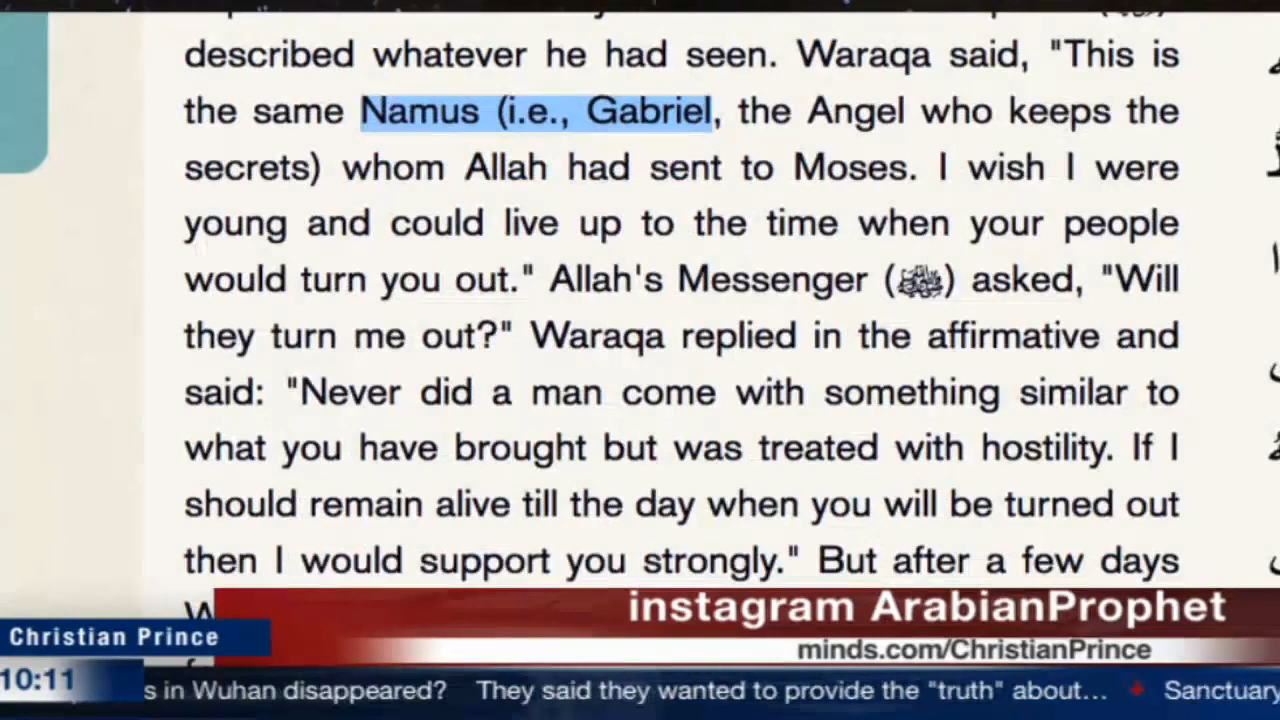 described whatever he had seen. Waraqa said, "This is
the same Namus (i.e., Gabriel, the Angel who keeps the
secrets) whom Allah had sent to Moses. I wish I were
young and could live up to the time when your people
would turn you out." Allah's Messenger (ﷺ) asked, "Will
they turn me out?" Waraqa replied in the affirmative and
said: "Never did a man come with something similar to
what you have brought but was treated with hostility. If I
should remain alive till the day when you will be turned out
then I would support you strongly." But after a few days
instagram ArabianProphet
Christian Prince
minds.com/ChristianPrince
10:11
s in Wuhan disappeared? They said they wanted to provide the "truth" about... Sanctuary